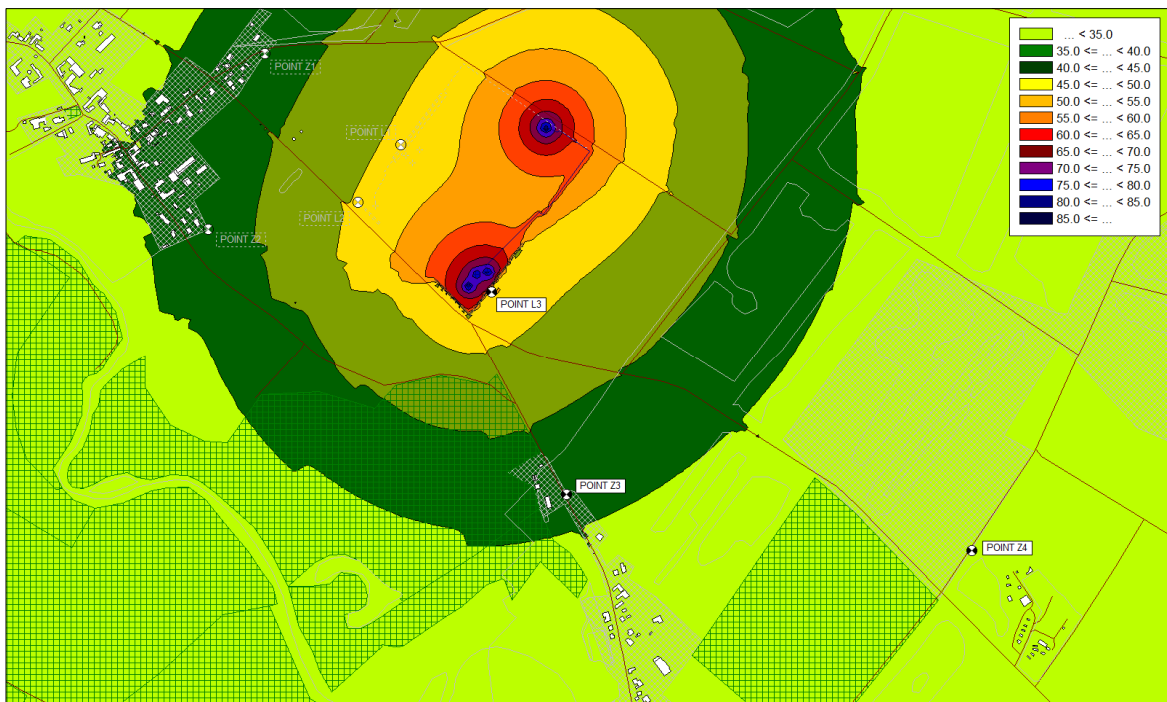 ... < 35.0
35.0 <= ... < 40.0
40.0 <= ... < 45.0
45.0 <= ... < 50.0
50.0 <= ... < 55.0
55.0 <= ... < 60.0
60.0 <= ... < 65.0
65.0 <= ... < 70.0
70.0 <= ... < 75.0
75.0 <= ... < 80.0
80.0 <= ... < 85.0
85.0 <= ...
POINT Z1
POINT
POINT
POINT Z2
POINT L3
POINT Z3
POINT Z4